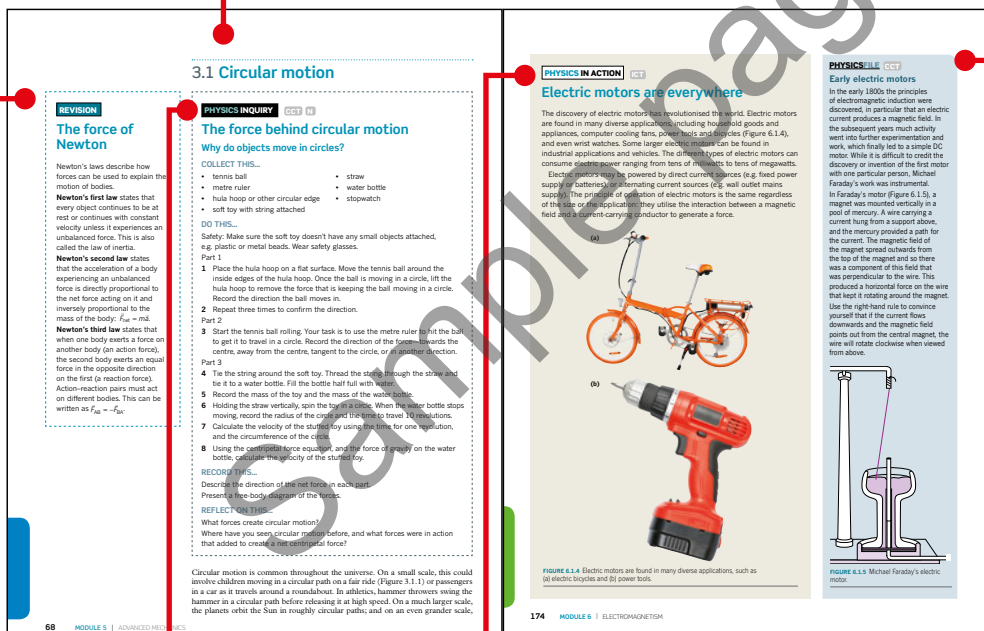 3.1 Circular motion
REVISION
The force of
Newton
Newton's laws describe how
forces can be used to explain the
motion of bodies.
Newton's first law states that
every object continues to be at
rest or continues with constant
velocity unless it experiences an
unbalanced force. This is also
called the law of inertia.
Newton's second law states
that the acceleration of a body
experiencing an unbalanced
force is directly proportional to
the net force acting on it and
inversely proportional to the
mass of the body: F⃗net = ma⃗.
Newton's third law states that
when one body exerts a force on
another body (an action force),
the second body exerts an equal
force in the opposite direction
on the first (a reaction force).
Action–reaction pairs must act
on different bodies. This can be
written as F⃗AB = –F⃗BA.
PHYSICS INQUIRY CCT N
The force behind circular motion
Why do objects move in circles?
COLLECT THIS...
• tennis ball
• metre ruler
• hula hoop or other circular edge
• soft toy with string attached
• straw
• water bottle
• stopwatch
DO THIS...
Safety: Make sure the soft toy doesn't have any small objects attached,
e.g. plastic or metal beads. Wear safety glasses.
Part 1
1 Place the hula hoop on a flat surface. Move the tennis ball around the
inside edges of the hula hoop. Once the ball is moving in a circle, lift the
hula hoop to remove the force that is keeping the ball moving in a circle.
Record the direction the ball moves in.
2 Repeat three times to confirm the direction.
Part 2
3 Start the tennis ball rolling. Your task is to use the metre ruler to hit the ball
to get it to travel in a circle. Record the direction of the force—towards the
centre, away from the centre, tangent to the circle, or in another direction.
Part 3
4 Tie the string around the soft toy. Thread the string through the straw and
tie it to a water bottle. Fill the bottle half full with water.
5 Record the mass of the toy and the mass of the water bottle.
6 Holding the straw vertically, spin the toy in a circle. When the water bottle stops
moving, record the radius of the circle and the time to travel 10 revolutions.
7 Calculate the velocity of the stuffed toy using the time for one revolution,
and the circumference of the circle.
8 Using the centripetal force equation, and the force of gravity on the water
bottle, calculate the velocity of the stuffed toy.
RECORD THIS...
Describe the direction of the net force in each part.
Present a free-body diagram of the forces.
REFLECT ON THIS...
What forces create circular motion?
Where have you seen circular motion before, and what forces were in action
that added to create a net centripetal force?
Circular motion is common throughout the universe. On a small scale, this could
involve children moving in a circular path on a fair ride (Figure 3.1.1) or passengers
in a car as it travels around a roundabout. In athletics, hammer throwers swing the
hammer in a circular path before releasing it at high speed. On a much larger scale,
the planets orbit the Sun in roughly circular paths; and on an even grander scale,
68 MODULE 5 | ADVANCED MECHANICS
PHYSICS IN ACTION ICT
Electric motors are everywhere
The discovery of electric motors has revolutionised the world. Electric motors
are found in many diverse applications, including household goods and
appliances, computer cooling fans, power tools and bicycles (Figure 6.1.4),
and even wrist watches. Some larger electric motors can be found in
industrial applications and vehicles. The different types of electric motors can
consume electric power ranging from tens of milliwatts to tens of megawatts.
Electric motors may be powered by direct current sources (e.g. fixed power
supply or batteries), or alternating current sources (e.g. wall outlet mains
supply). The principle of operation of electric motors is the same regardless
of the size or the application: they utilise the interaction between a magnetic
field and a current-carrying conductor to generate a force.
(a)
(b)
FIGURE 6.1.4 Electric motors are found in many diverse applications, such as
(a) electric bicycles and (b) power tools.
PHYSICSFILE CCT
Early electric motors
In the early 1800s the principles
of electromagnetic induction were
discovered, in particular that an electric
current produces a magnetic field. In
the subsequent years much activity
went into further experimentation and
work, which finally led to a simple DC
motor. While it is difficult to credit the
discovery or invention of the first motor
with one particular person, Michael
Faraday's work was instrumental.
In Faraday's motor (Figure 6.1.5), a
magnet was mounted vertically in a
pool of mercury. A wire carrying a
current hung from a support above,
and the mercury provided a path for
the current. The magnetic field of
the magnet spread outwards from
the top of the magnet and so there
was a component of this field that
was perpendicular to the wire. This
produced a horizontal force on the wire
that kept it rotating around the magnet.
Use the right-hand rule to convince
yourself that if the current flows
downwards and the magnetic field
points out from the central magnet, the
wire will rotate clockwise when viewed
from above.
FIGURE 6.1.5 Michael Faraday's electric
motor.
174 MODULE 6 | ELECTROMAGNETISM
Sample pag